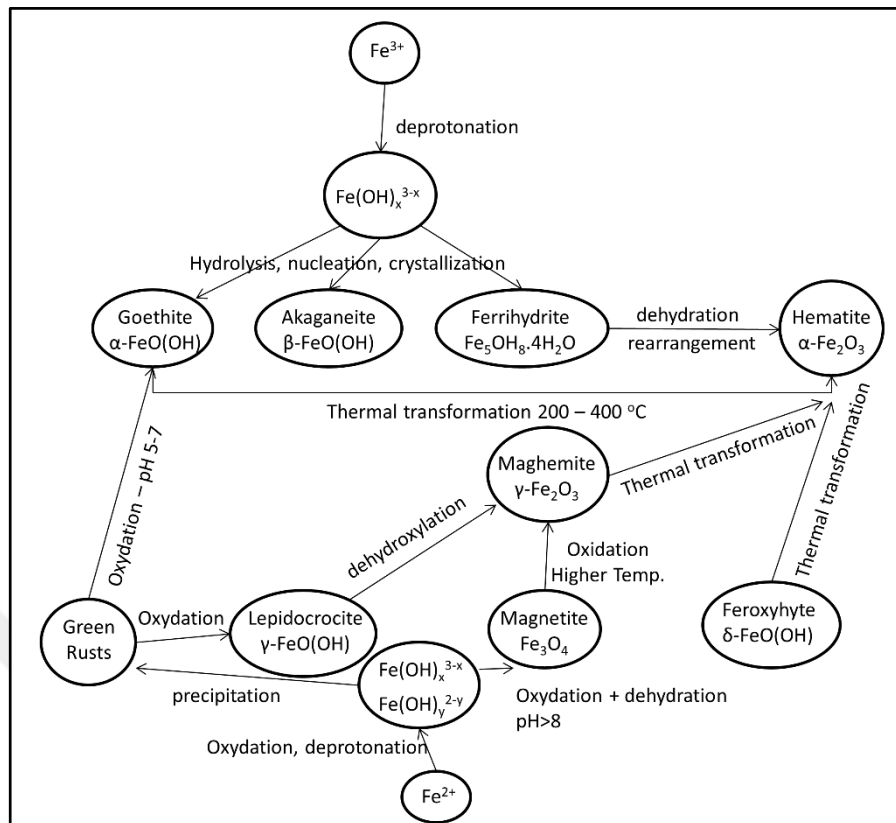 Fe³⁺
deprotonation
Fe(OH)ₓ³⁻ˣ
Hydrolysis, nucleation, crystallization
Goethite
α-FeO(OH)
Akaganeite
β-FeO(OH)
Ferrihydrite
Fe₅OH₈.4H₂O
dehydration
rearrangement
Hematite
α-Fe₂O₃
Thermal transformation 200 – 400 ᵒC
Oxydation – pH 5-7
Maghemite
γ-Fe₂O₃
Thermal transformation
Thermal transformation
dehydroxylation
Oxidation
Higher Temp.
Green
Rusts
Oxydation
Lepidocrocite
γ-FeO(OH)
Magnetite
Fe₃O₄
Feroxyhyte
δ-FeO(OH)
precipitation
Fe(OH)ₓ³⁻ˣ
Fe(OH)ᵧ²⁻ʸ
Oxydation + dehydration
pH>8
Oxydation, deprotonation
Fe²⁺